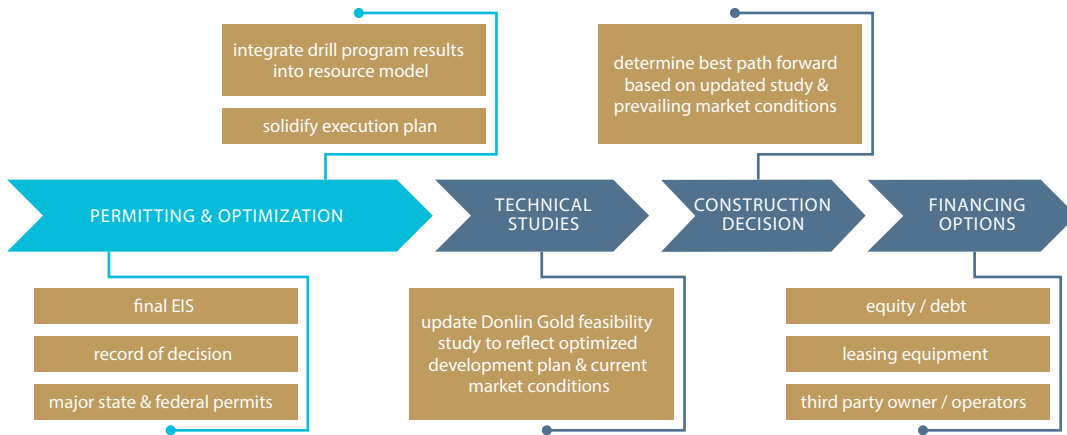 integrate drill program results
into resource model
solidify execution plan
determine best path forward
based on updated study &
prevailing market conditions
PERMITTING & OPTIMIZATION
TECHNICAL
STUDIES
CONSTRUCTION
DECISION
FINANCING
OPTIONS
final EIS
record of decision
major state & federal permits
update Donlin Gold feasibility
study to reflect optimized
development plan & current
market conditions
equity / debt
leasing equipment
third party owner / operators